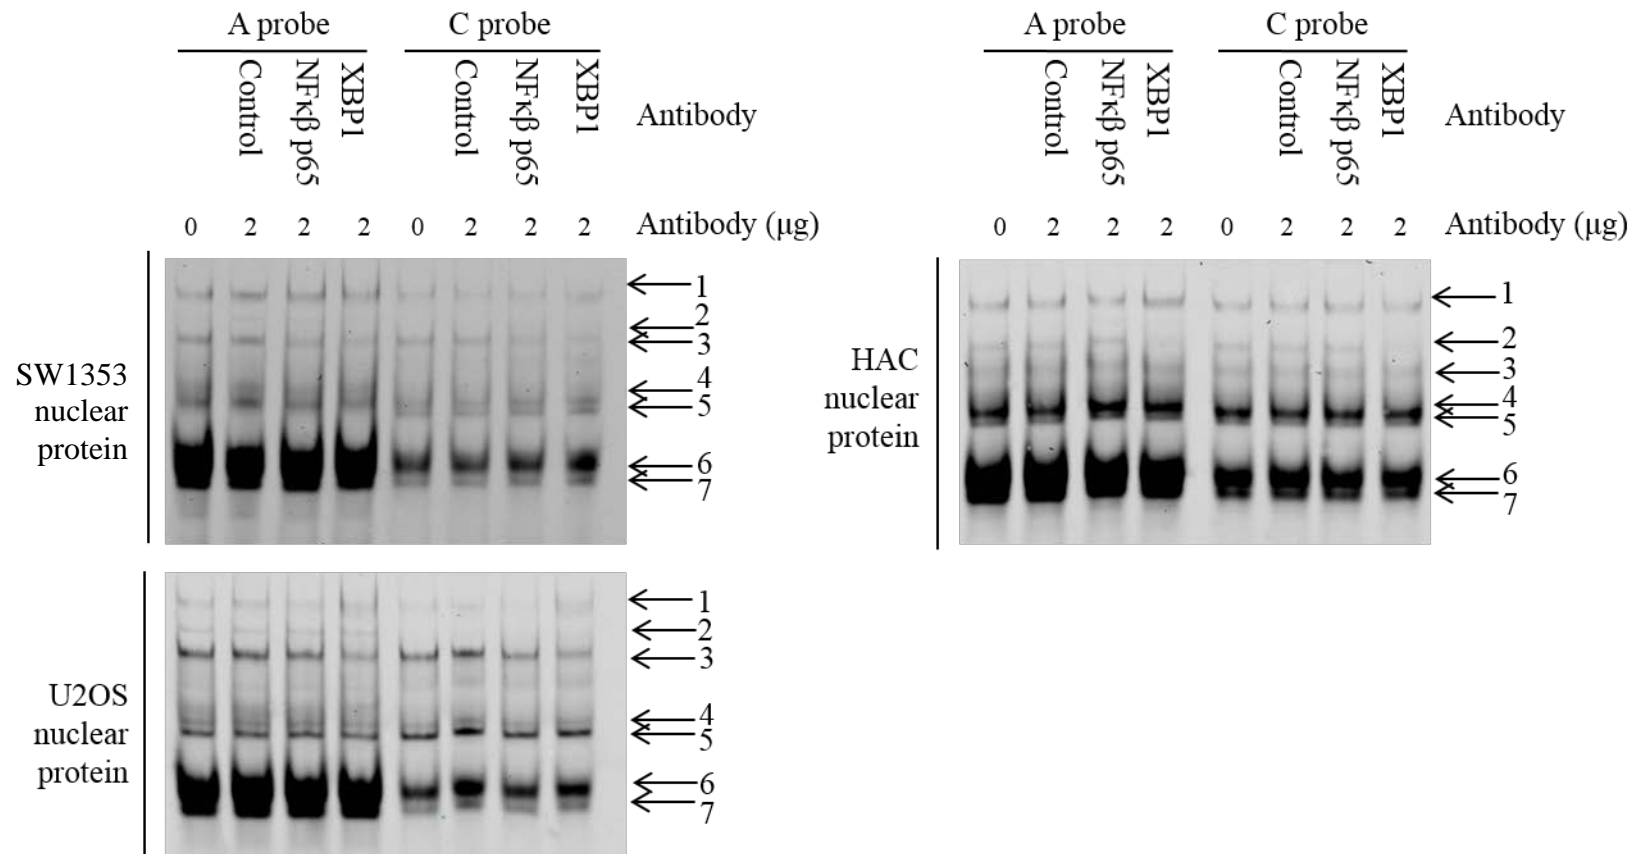 A probe
C probe
Control
NFκβ p65
XBP1
Control
NFκβ p65
XBP1
Antibody
0 2 2 2 0 2 2 2 Antibody (μg)
SW1353
nuclear
protein
1
2
3
4
5
6
7
U2OS
nuclear
protein
1
2
3
4
5
6
7
A probe
C probe
Control
NFκβ p65
XBP1
Control
NFκβ p65
XBP1
Antibody
0 2 2 2 0 2 2 2 Antibody (μg)
HAC
nuclear
protein
1
2
3
4
5
6
7